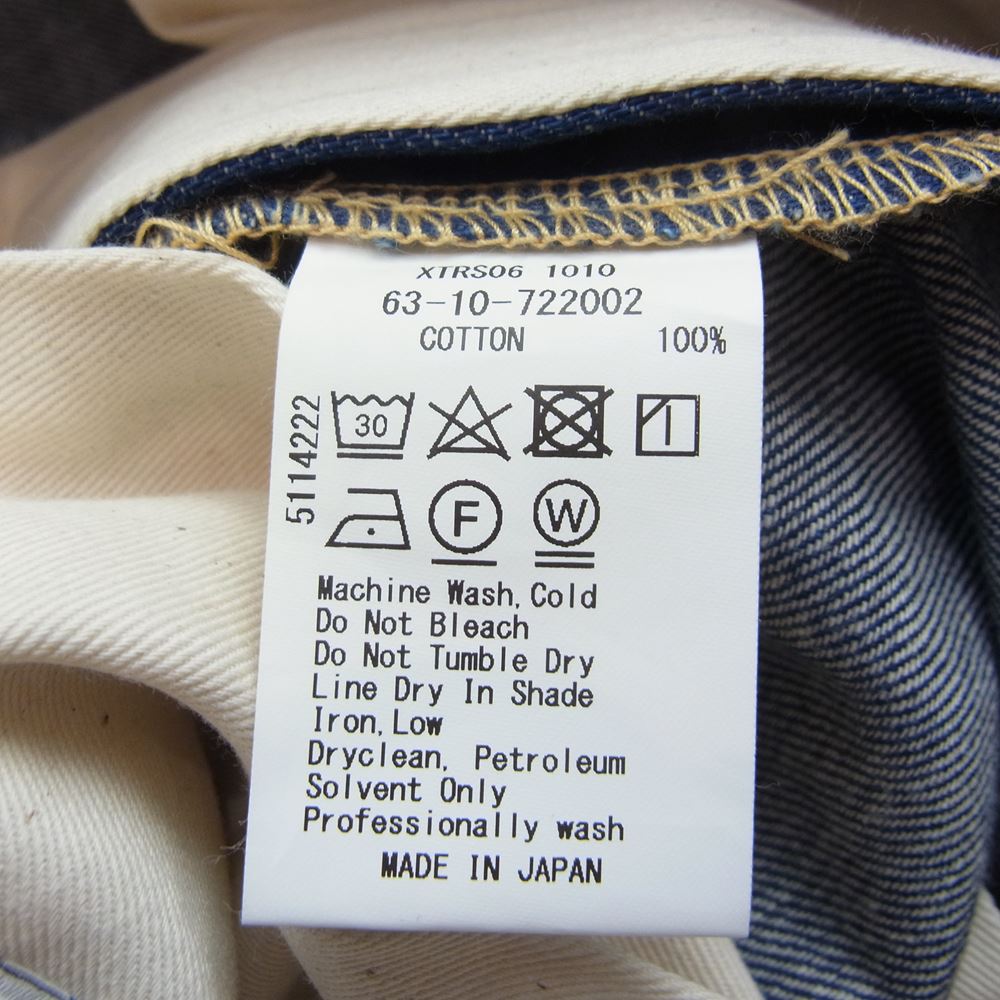 XTRS06 1010
63-10-722002
COTTON 100%
5114222
30
F W
Machine Wash, Cold
Do Not Bleach
Do Not Tumble Dry
Line Dry In Shade
Iron, Low
Dryclean, Petroleum
Solvent Only
Professionally wash
MADE IN JAPAN